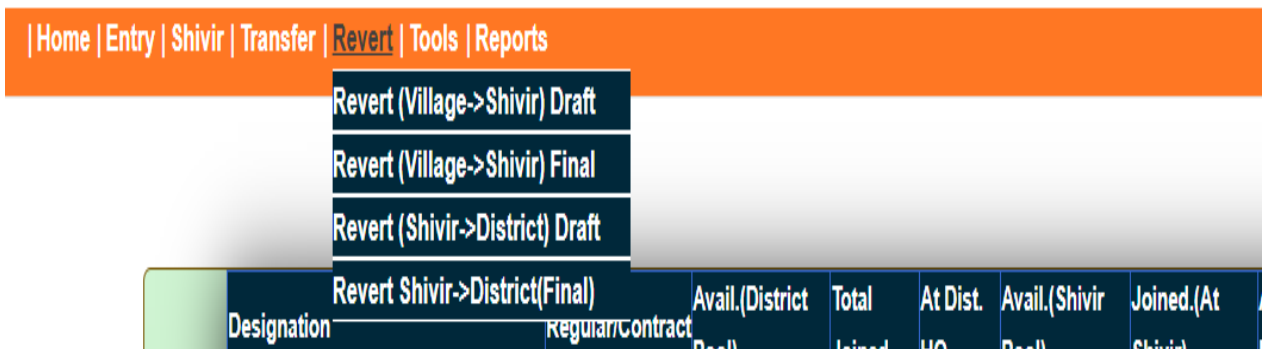 | Home | Entry | Shivir | Transfer | Revert | Tools | Reports
Revert (Village->Shivir) Draft
Revert (Village->Shivir) Final
Revert (Shivir->District) Draft
Revert Shivir->District(Final)
Designation
Regular/Contract
Avail.(District
Total
At Dist.
Avail.(Shivir
Joined.(At